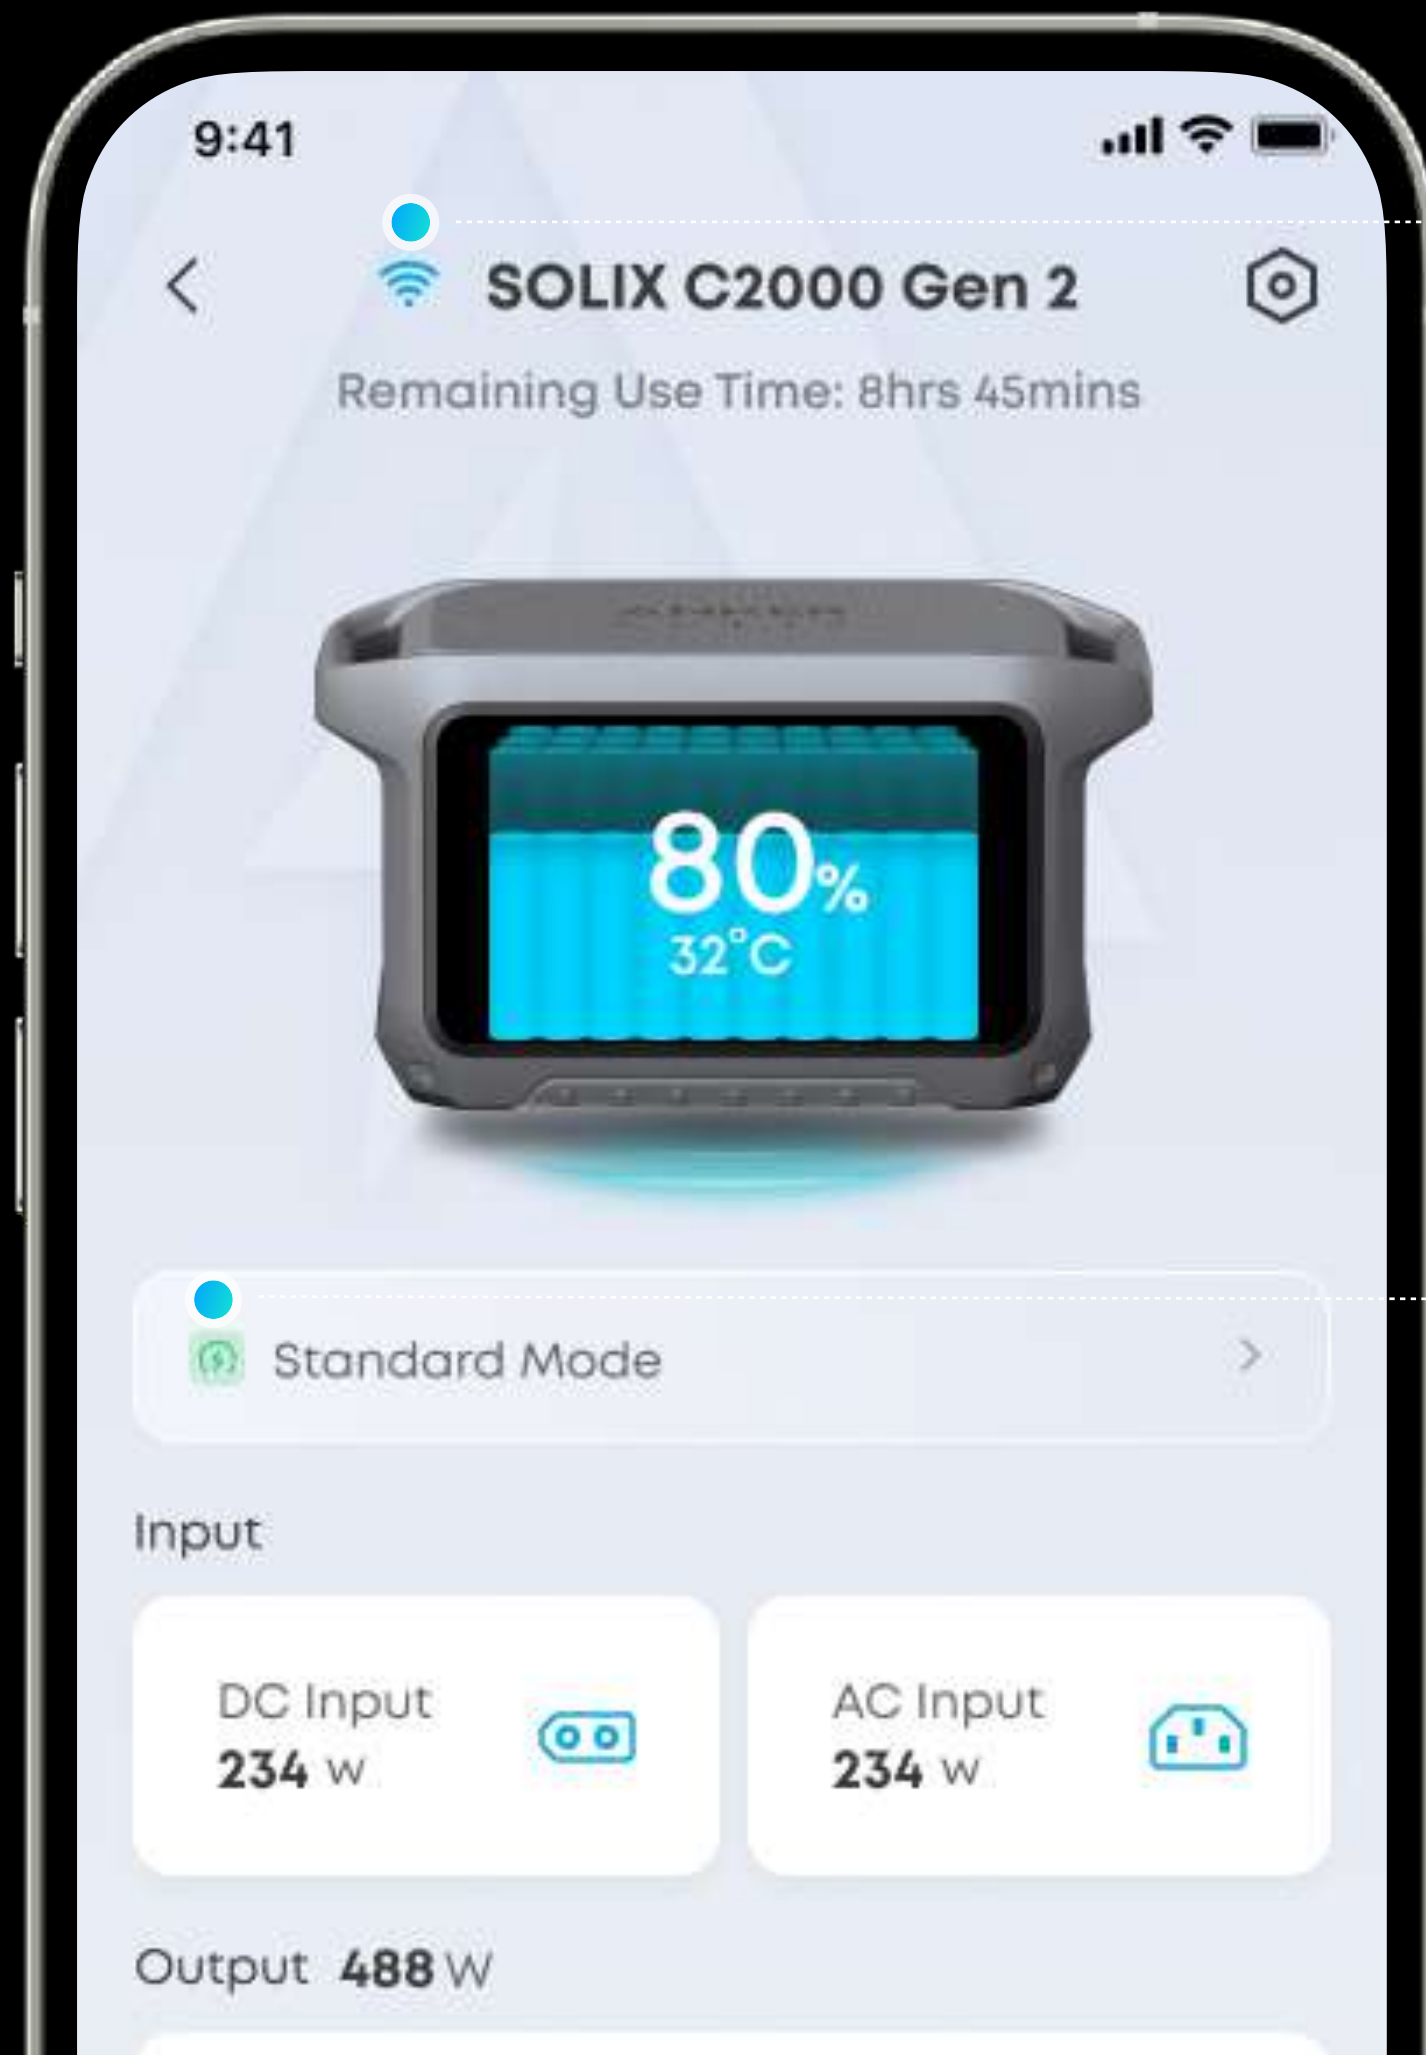 9:41
SOLIX C2000 Gen 2
Remaining Use Time: 8hrs 45mins
ANKER
80%
32°C
Standard Mode
Input
DC Input
234 W
AC Input
234 W
Output 488 W